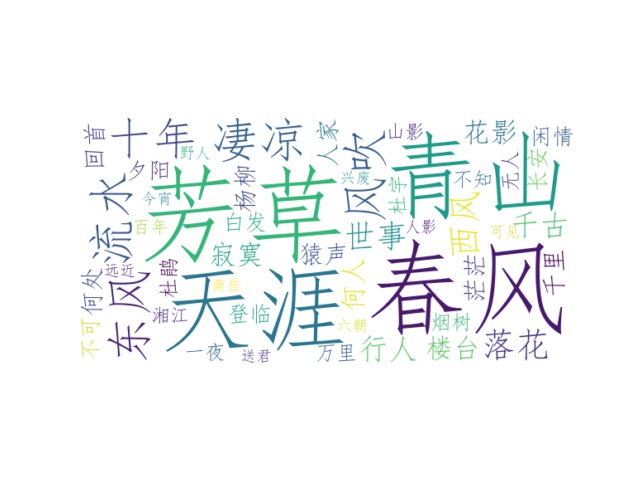 回首
十年
凄凉
人家
山影
花影
闲情
夕阳
野人
杨柳
风吹
兴废
青山
不知
无人
长安
流水
今宵
芳草
杜宇
西风
百年
白发
世事
人影
千古
可见
寂寞
猿声
何处
远近
杜鹃
东风
南岳
天涯
何人
春风
茫茫
千里
不可
湘江
登临
六朝
烟树
一夜
送君
万里
行人
楼台
落花